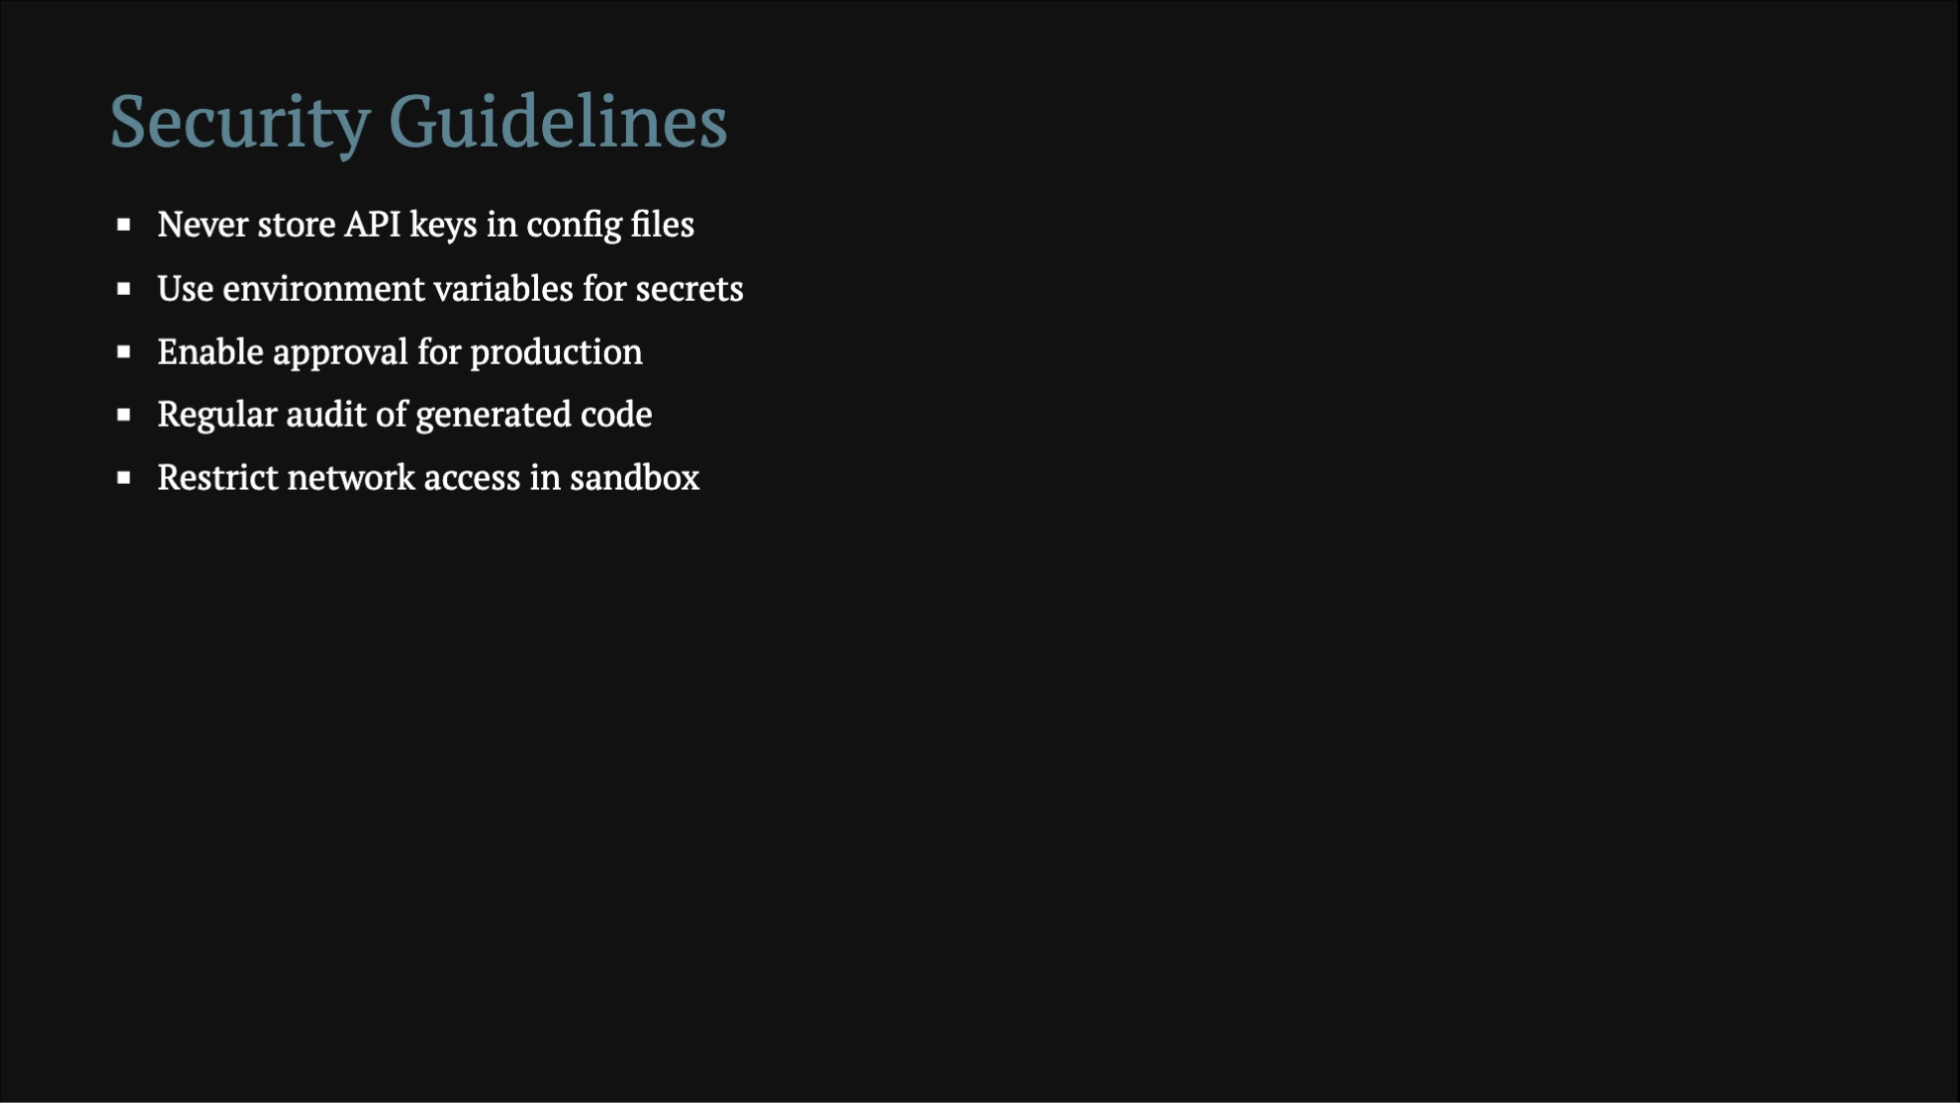 Security Guidelines
▪ Never store API keys in config files
▪ Use environment variables for secrets
▪ Enable approval for production
▪ Regular audit of generated code
▪ Restrict network access in sandbox